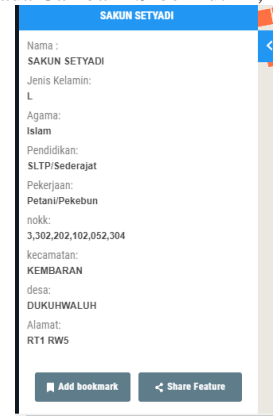 SAKUN SETYADI
Nama :
SAKUN SETYADI
Jenis Kelamin:
L
Agama:
Islam
Pendidikan:
SLTP/Sederajat
Pekerjaan:
Petani/Pekebun
nokk:
3,302,202,102,052,304
kecamatan:
KEMBARAN
desa:
DUKUHWALUH
Alamat:
RT1 RW5
Add bookmark
Share Feature